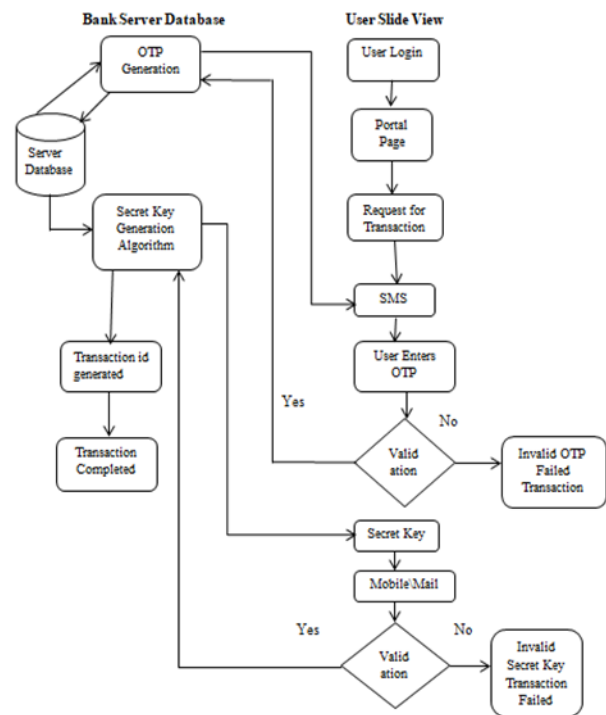 Bank Server Database
User Slide View
OTP
Generation
User Login
Server
Database
Portal
Page
Secret Key
Generation
Algorithm
Request for
Transaction
SMS
Transaction id
generated
User Enters
OTP
Yes
No
Transaction
Completed
Valid
ation
Invalid OTP
Failed
Transaction
Secret Key
Mobile\Mail
Yes
No
Valid
ation
Invalid
Secret Key
Transaction
Failed